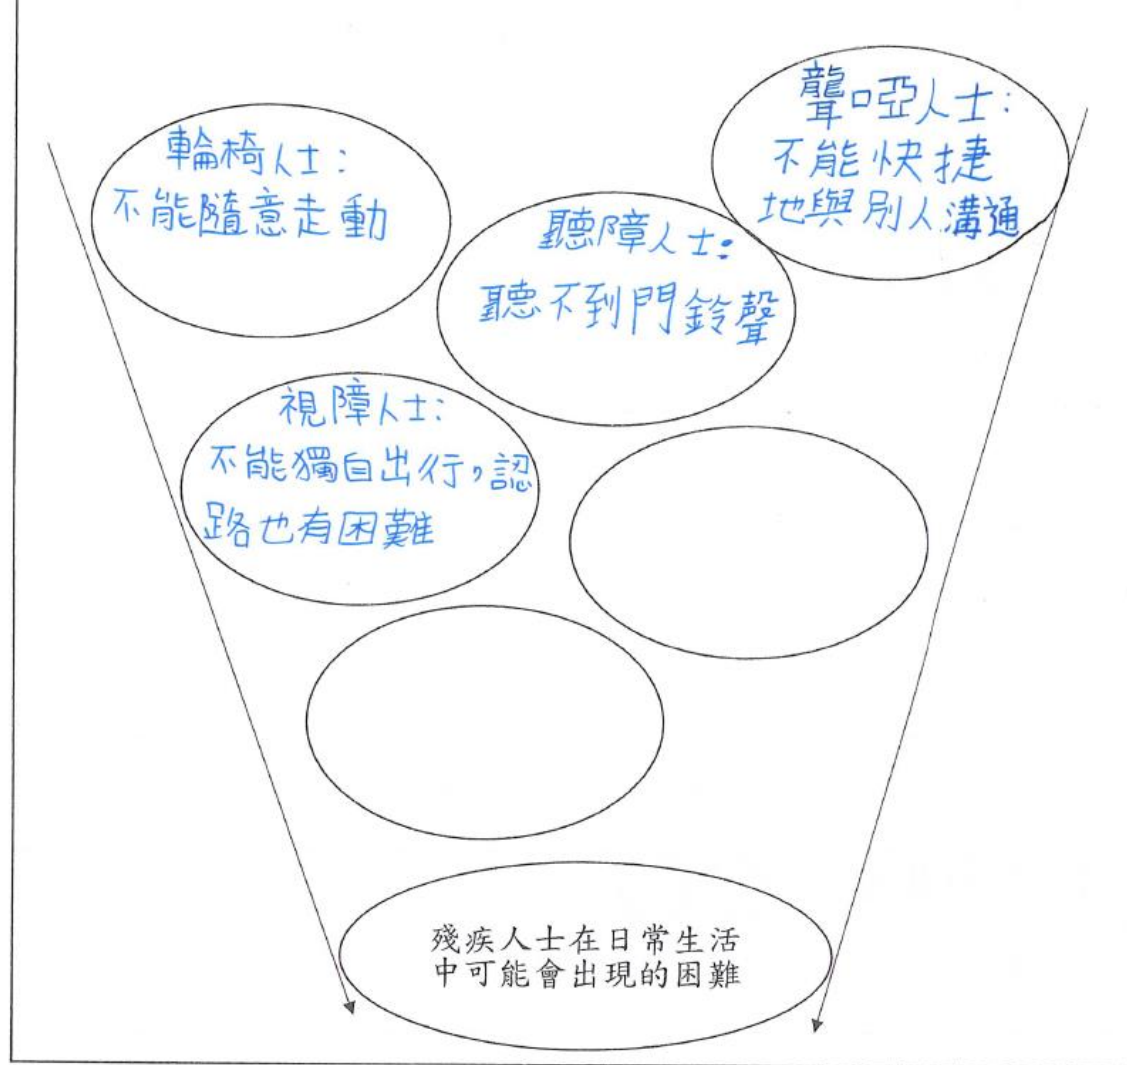 輪椅人士：
不能隨意走動
聾啞人士：
不能快捷
地與別人溝通
聽障人士：
聽不到門鈴聲
視障人士：
不能獨自出行，認
路也有困難
殘疾人士在日常生活
中可能會出現的困難